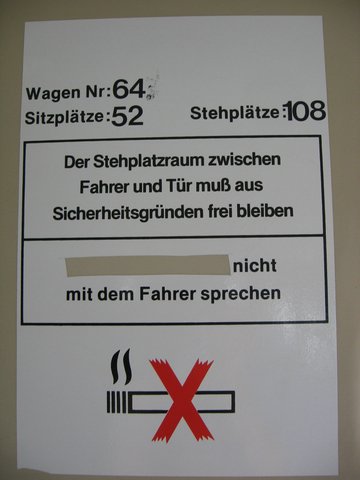 Wagen Nr: 64
Sitzplätze: 52 Stehplätze: 108
Der Stehplatzraum zwischen
Fahrer und Tür muß aus
Sicherheitsgründen frei bleiben
nicht
mit dem Fahrer sprechen